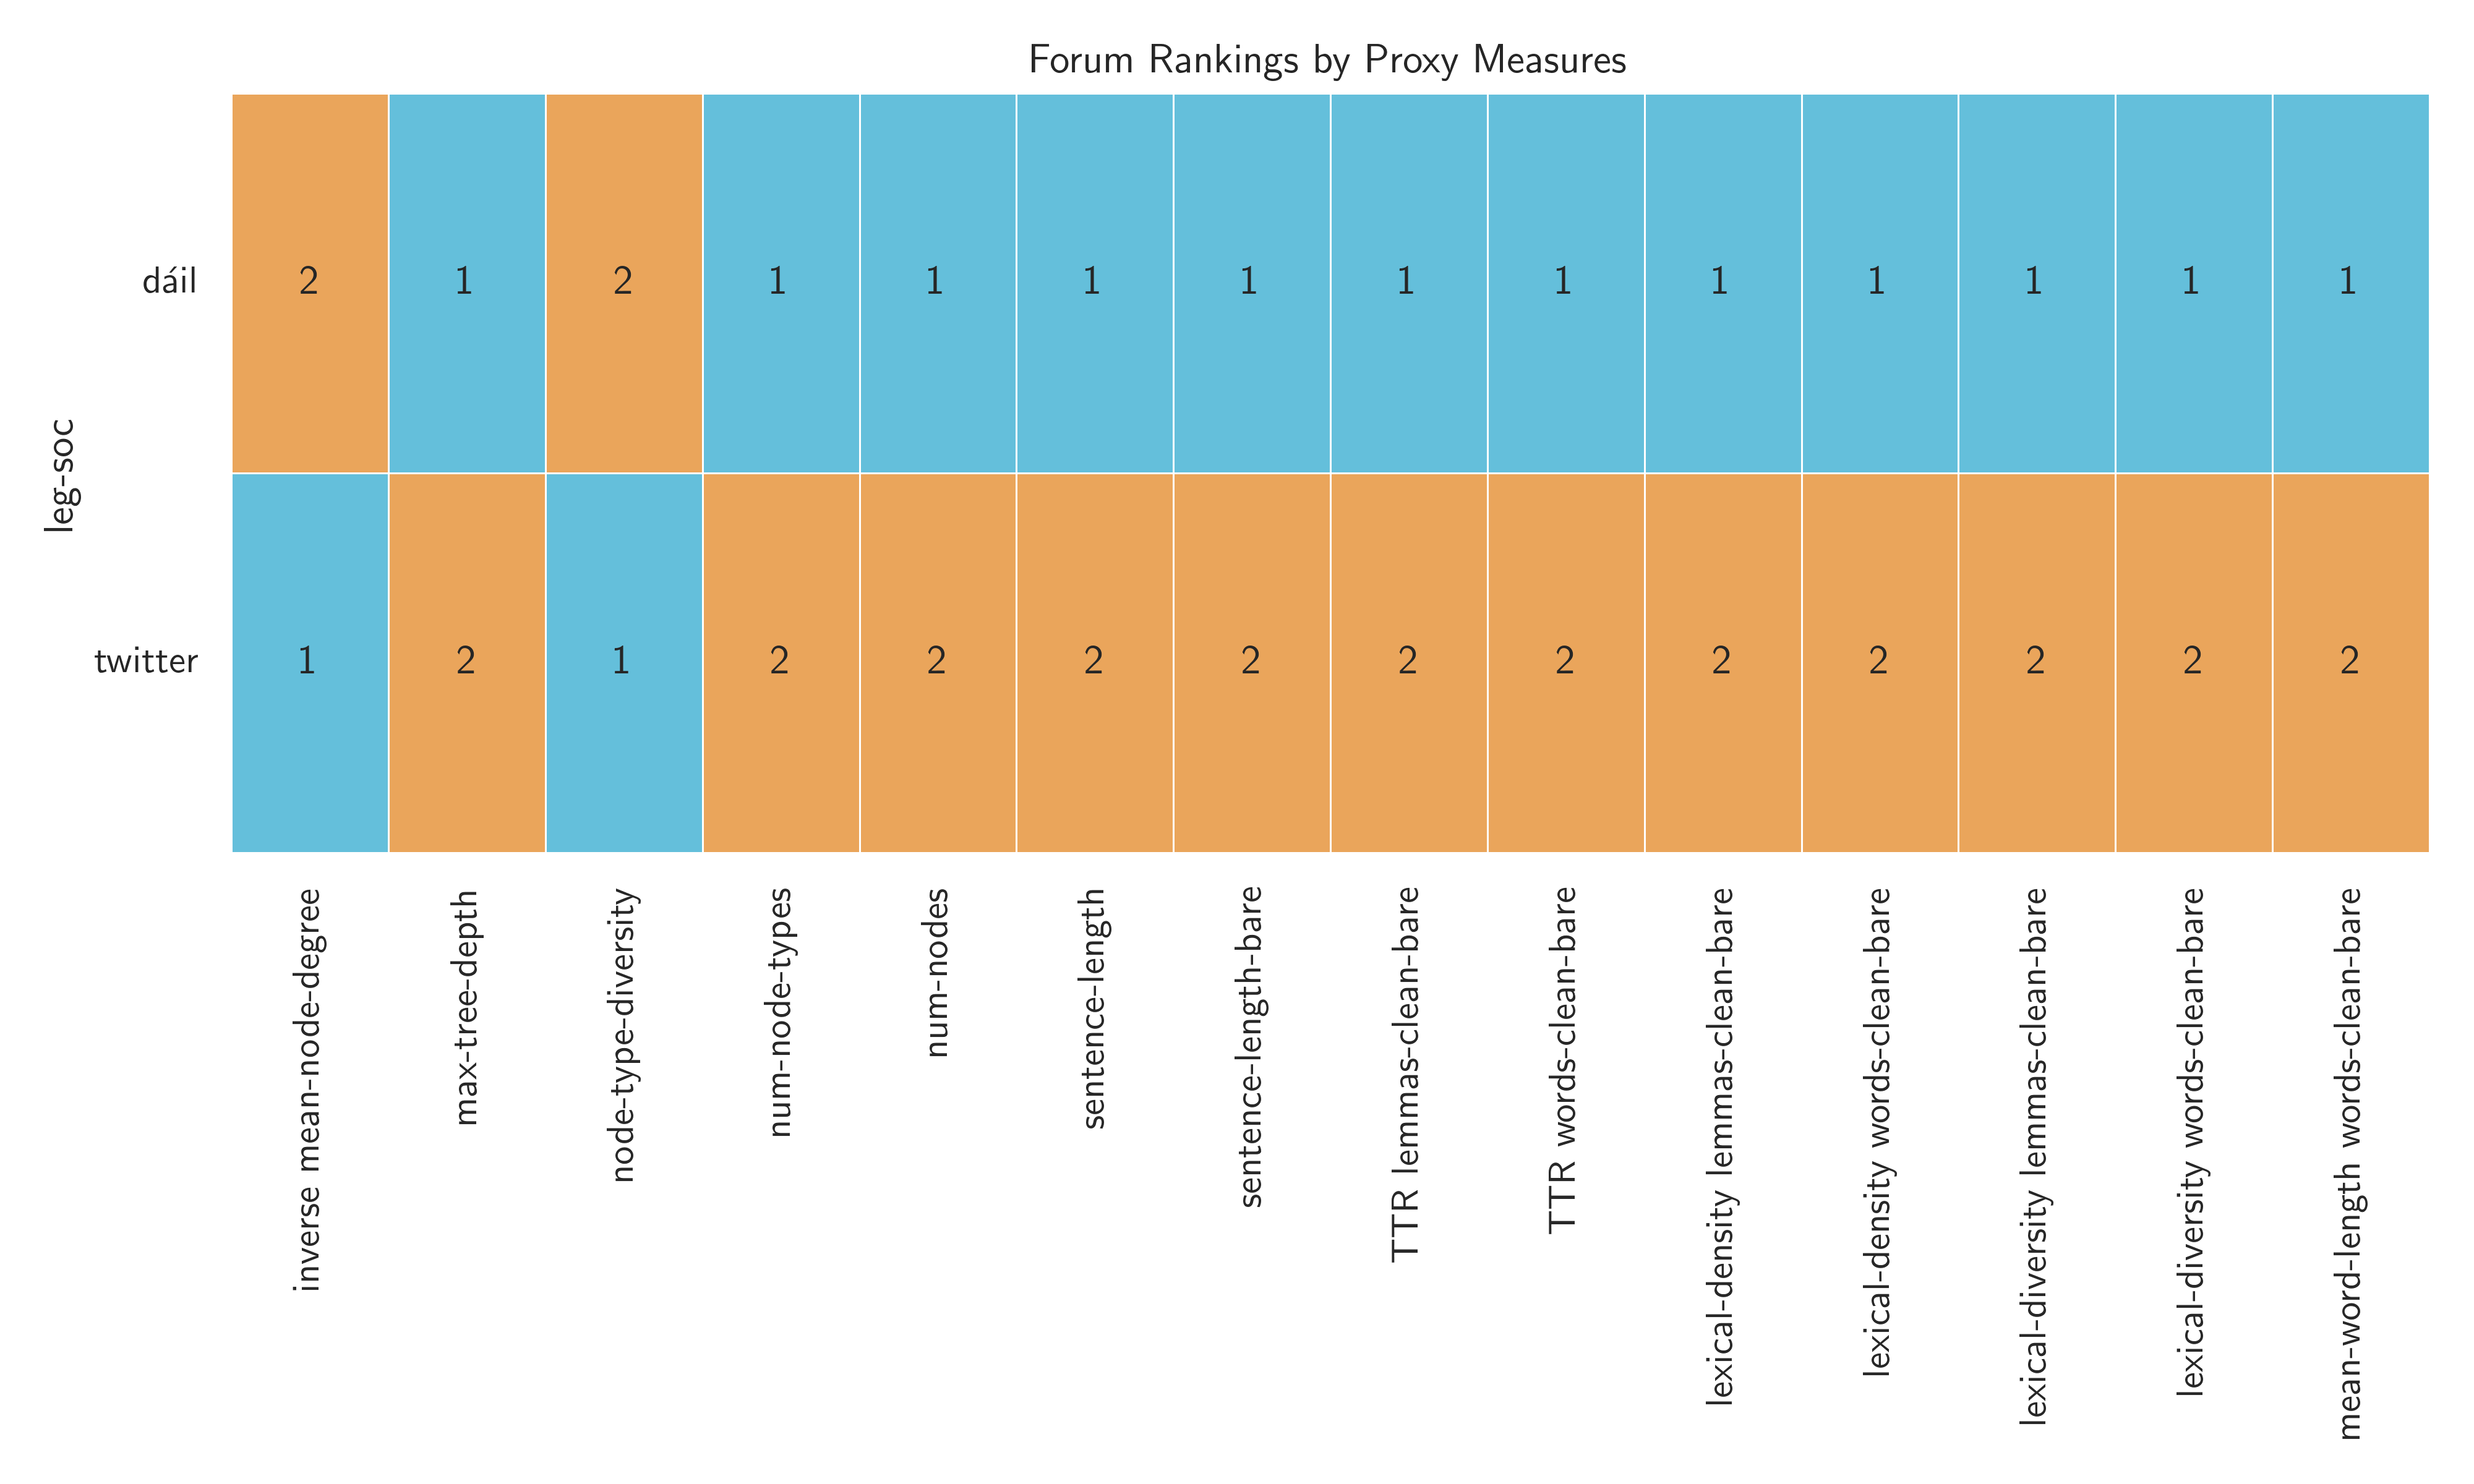 Forum Rankings by Proxy Measures
leg-soc
dáil
2 1 2 1 1 1 1 1 1 1 1 1 1 1
twitter
1 2 1 2 2 2 2 2 2 2 2 2 2 2
inverse mean-node-degree
max-tree-depth
node-type-diversity
num-node-types
num-nodes
sentence-length
sentence-length-bare
TTR lemmas-clean-bare
TTR words-clean-bare
lexical-density lemmas-clean-bare
lexical-density words-clean-bare
lexical-diversity lemmas-clean-bare
lexical-diversity words-clean-bare
mean-word-length words-clean-bare